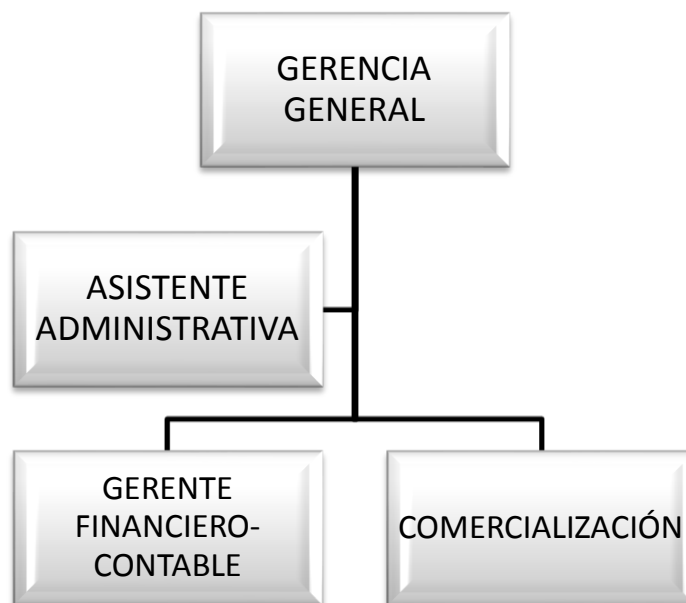 GERENCIA
GENERAL
ASISTENTE
ADMINISTRATIVA
GERENTE
FINANCIERO-
CONTABLE
COMERCIALIZACIÓN